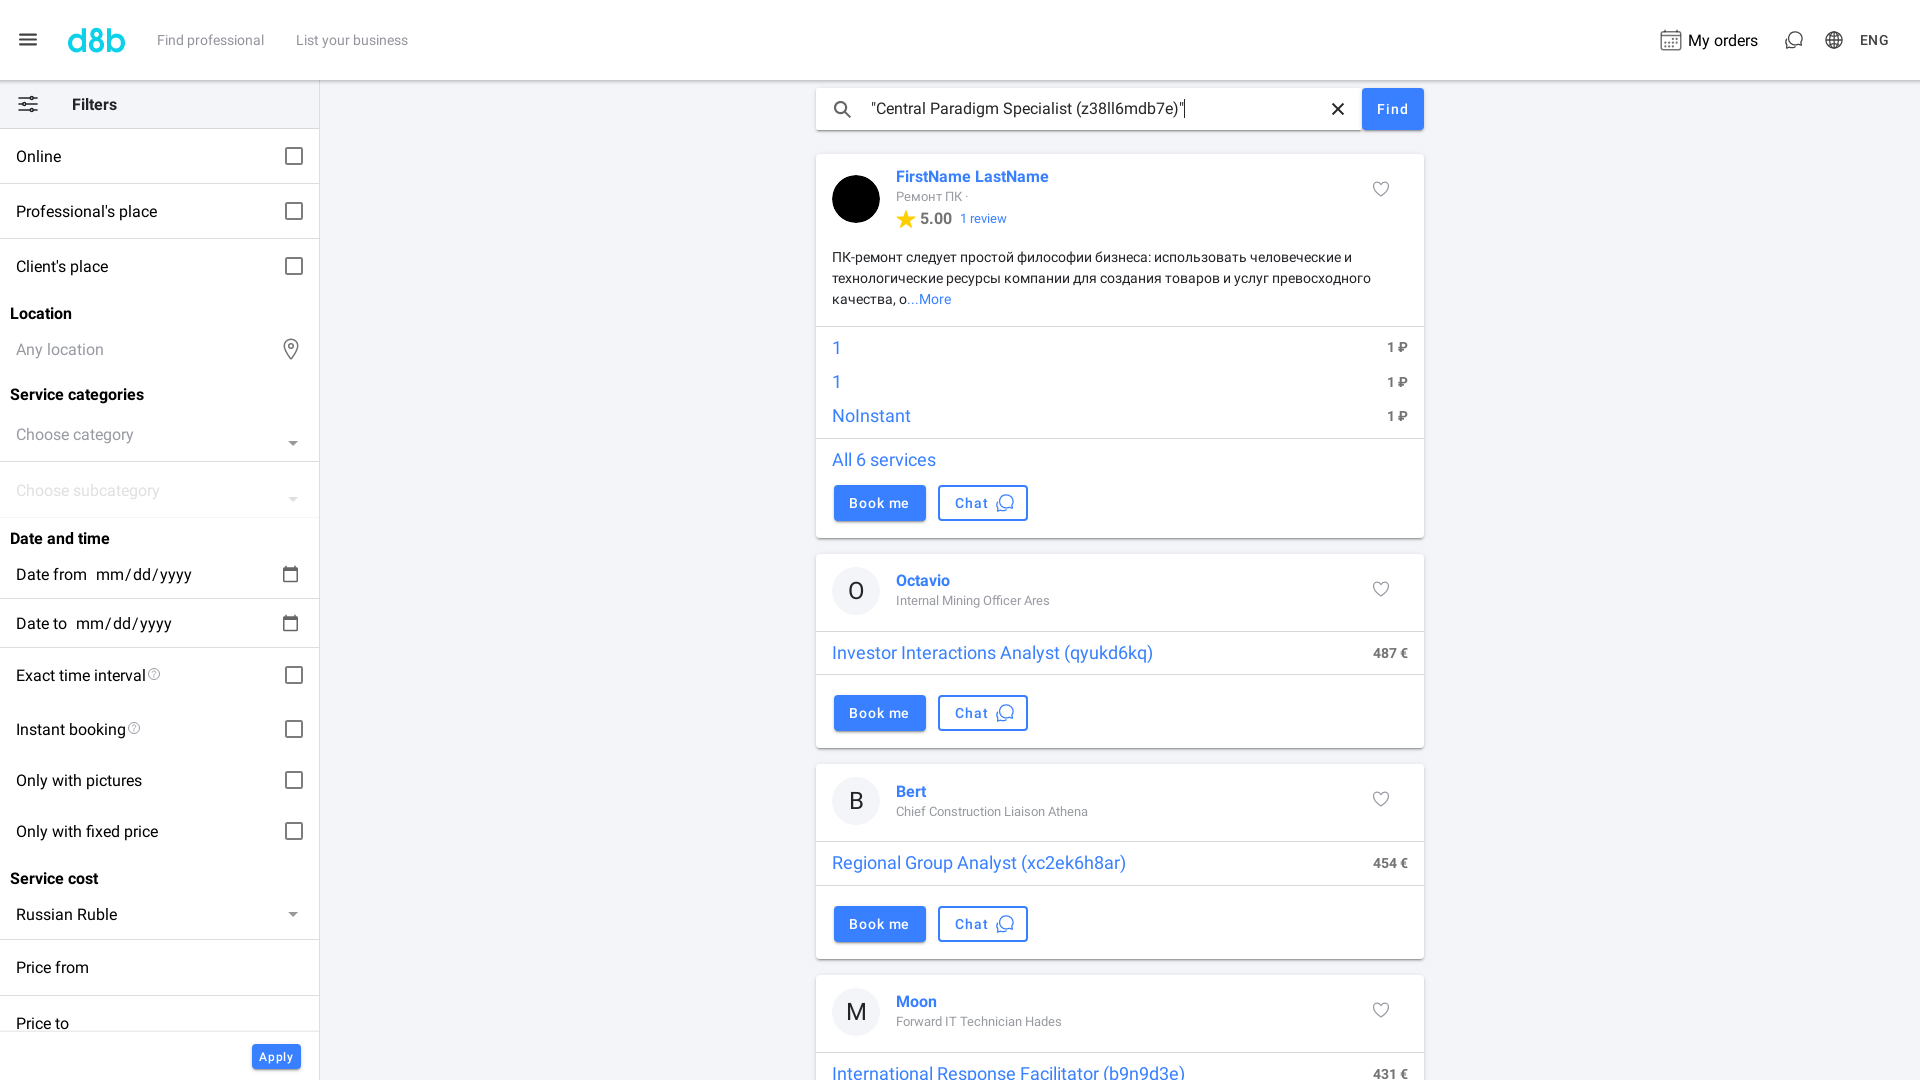 d8b
Find professional
List your business
My orders
ENG
Filters
Online
Professional's place
Client's place
Location
Any location
Service categories
Choose category
Choose subcategory
Date and time
Date from mm/dd/yyyy
Date to mm/dd/yyyy
Exact time interval
Instant booking
Only with pictures
Only with fixed price
Service cost
Russian Ruble
Price from
Price to
Apply
"Central Paradigm Specialist (z38ll6mdb7e)"
Find
FirstName LastName
Ремонт ПК ·
5.00 1 review
ПК-ремонт следует простой философии бизнеса: использовать человеческие и
технологические ресурсы компании для создания товаров и услуг превосходного
качества, о...More
1 1 ₽
1 1 ₽
NoInstant 1 ₽
All 6 services
Book me Chat
O
Octavio
Internal Mining Officer Ares
Investor Interactions Analyst (qyukd6kq) 487 €
Book me Chat
B
Bert
Chief Construction Liaison Athena
Regional Group Analyst (xc2ek6h8ar) 454 €
Book me Chat
M
Moon
Forward IT Technician Hades
International Response Facilitator (b9n9d3e) 431 €